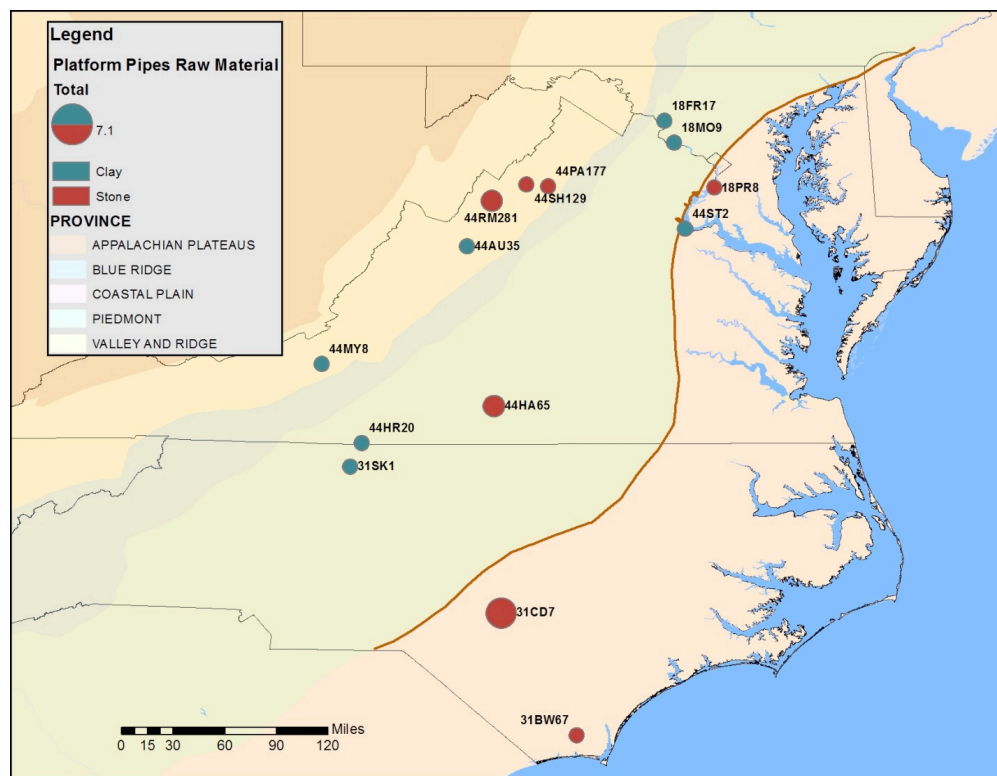 Legend
Platform Pipes Raw Material
Total
7.1
Clay
Stone
PROVINCE
APPALACHIAN PLATEAUS
BLUE RIDGE
COASTAL PLAIN
PIEDMONT
VALLEY AND RIDGE
18FR17
18MO9
44PA177
18PR8
44SH129
44RM281
44ST2
44AU35
44MY8
44HA65
44HR20
31SK1
31CD7
31BW67
Miles
0 15 30 60 90 120